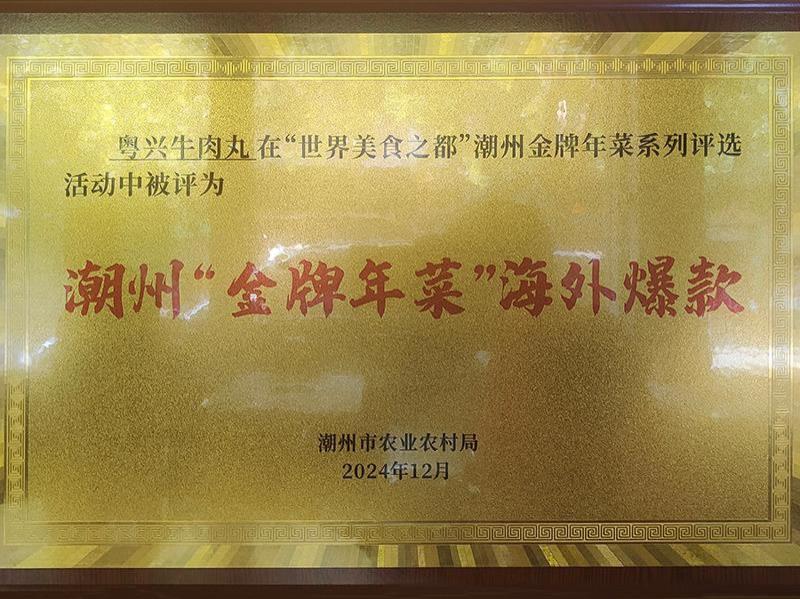 粤兴牛肉丸在“世界美食之都”潮州金牌年菜系列评选
活动中被评为
潮州“金牌年菜”海外爆款
潮州市农业农村局
2024年12月